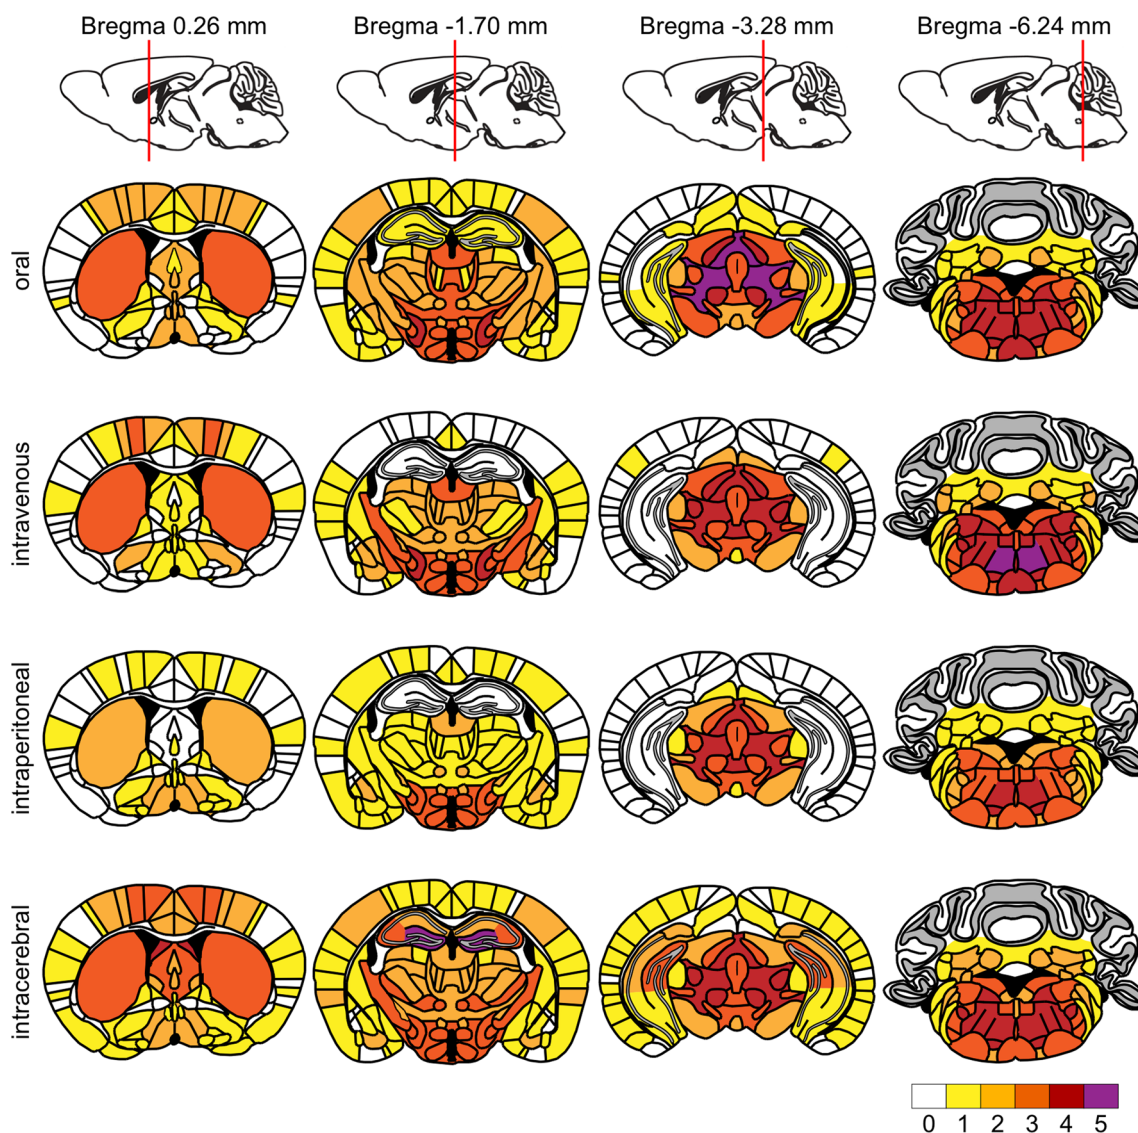 Bregma 0.26 mm
Bregma -1.70 mm
Bregma -3.28 mm
Bregma -6.24 mm
oral
intravenous
intraperitoneal
intracerebral
0 1 2 3 4 5